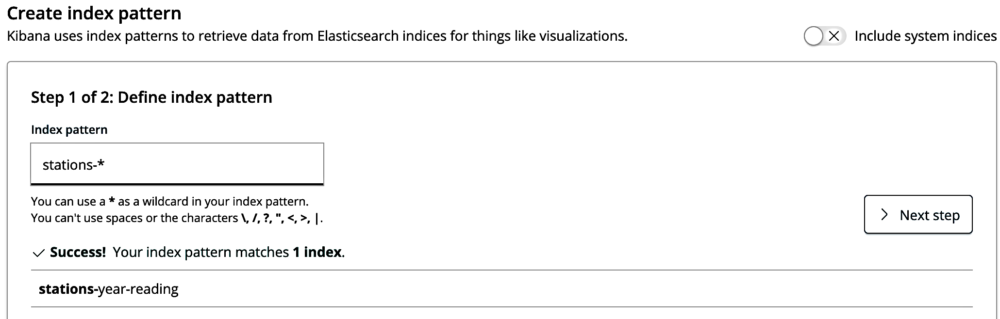 Create index pattern
Kibana uses index patterns to retrieve data from Elasticsearch indices for things like visualizations.
Include system indices
Step 1 of 2: Define index pattern
Index pattern
stations-*
You can use a * as a wildcard in your index pattern.
You can't use spaces or the characters \, /, ?, ", <, >, |.
Next step
Success! Your index pattern matches 1 index.
stations-year-reading